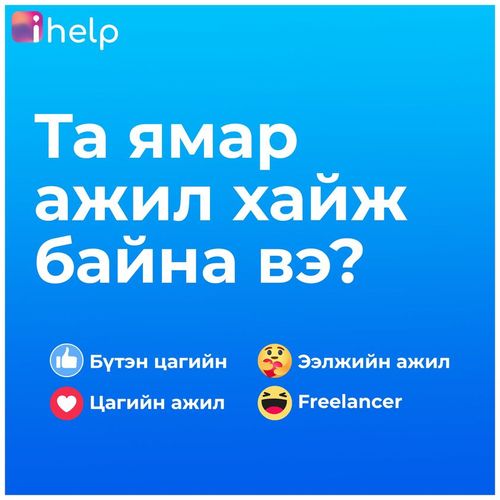 ihelp
Та ямар
ажил хайж
байна вэ?
Бүтэн цагийн
Ээлжийн ажил
Цагийн ажил
Freelancer